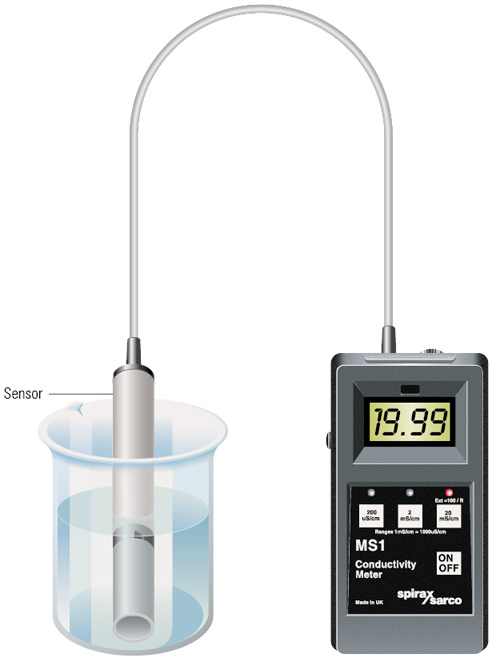 Sensor
19.99
Ext =100 / R
200 uS/cm
2 mS/cm
20 mS/cm
Ranges 1mS/cm = 1000uS/cm
MS1
Conductivity
Meter
ON
OFF
Made in UK
spirax
sarco